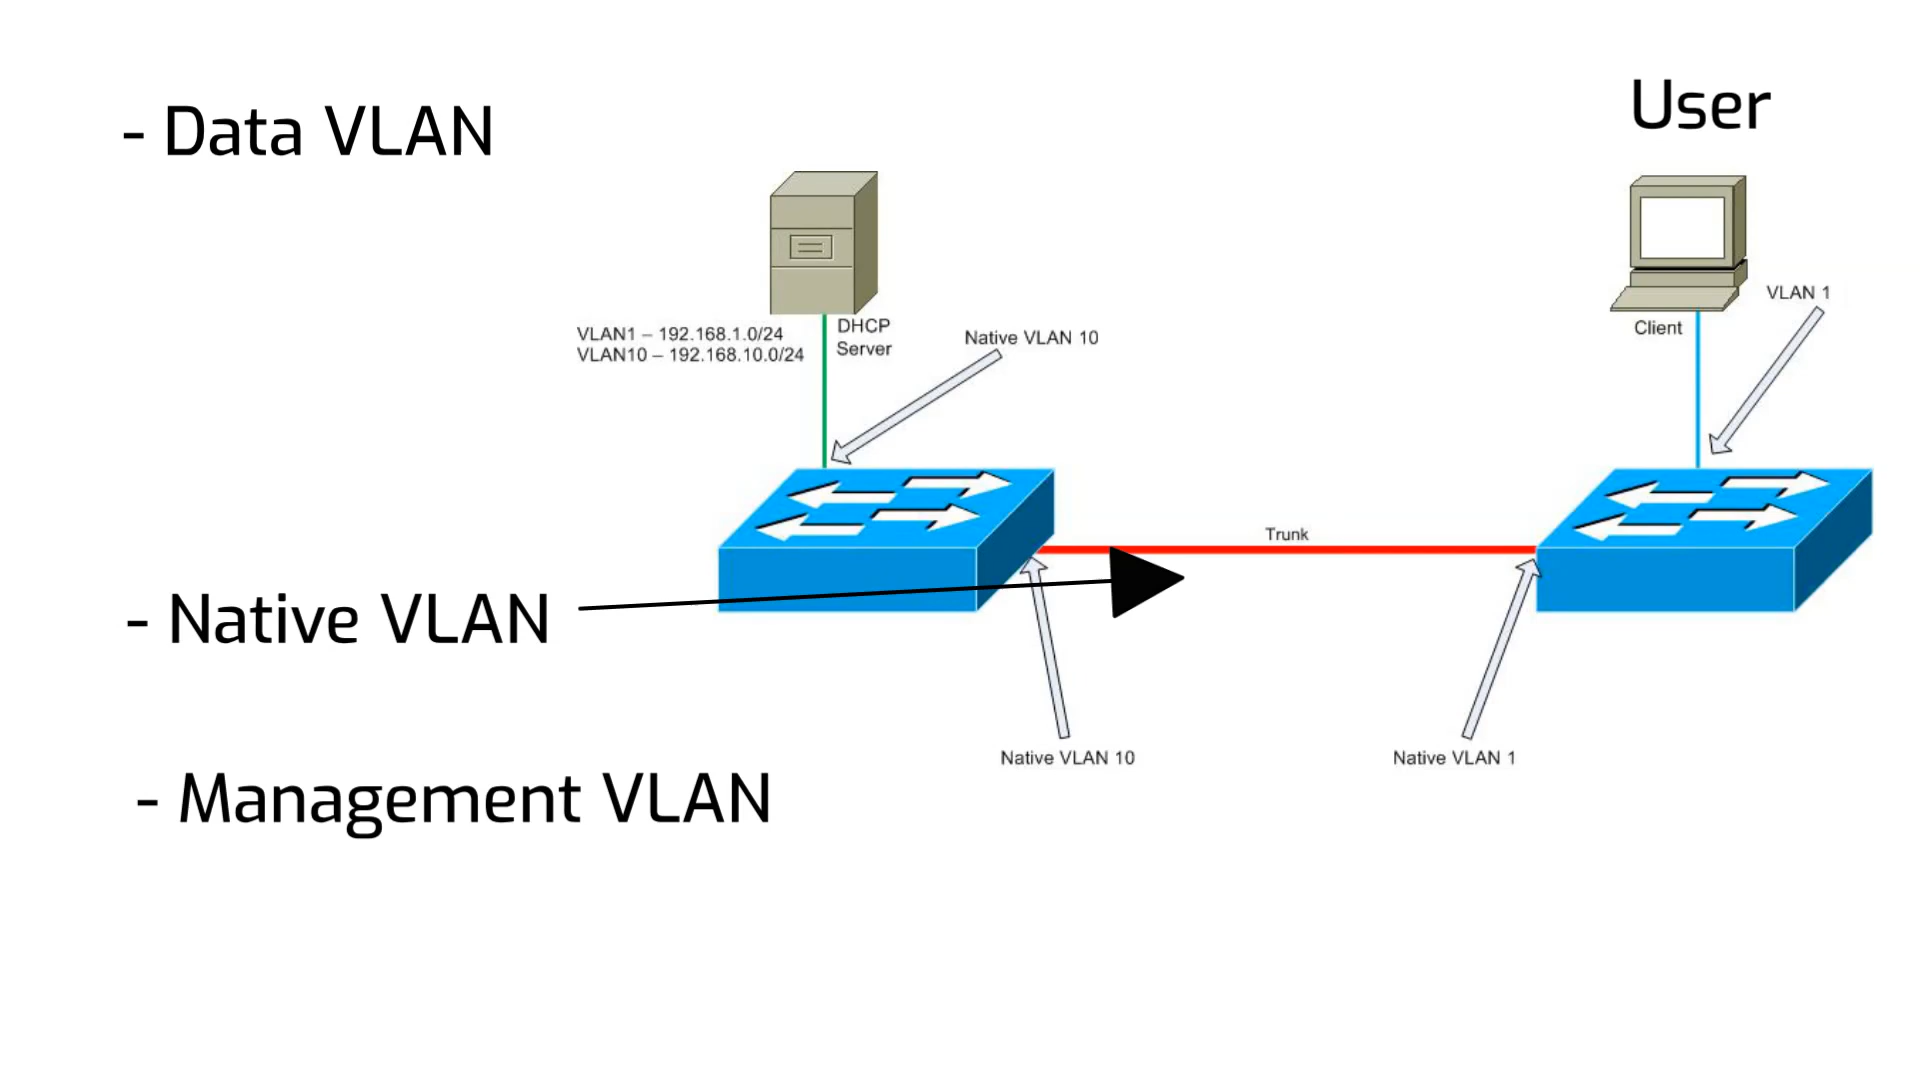 - Data VLAN
User
VLAN 1
VLAN1 – 192.168.1.0/24
VLAN10 – 192.168.10.0/24
DHCP
Server
Native VLAN 10
Client
Trunk
- Native VLAN
Native VLAN 10
Native VLAN 1
- Management VLAN